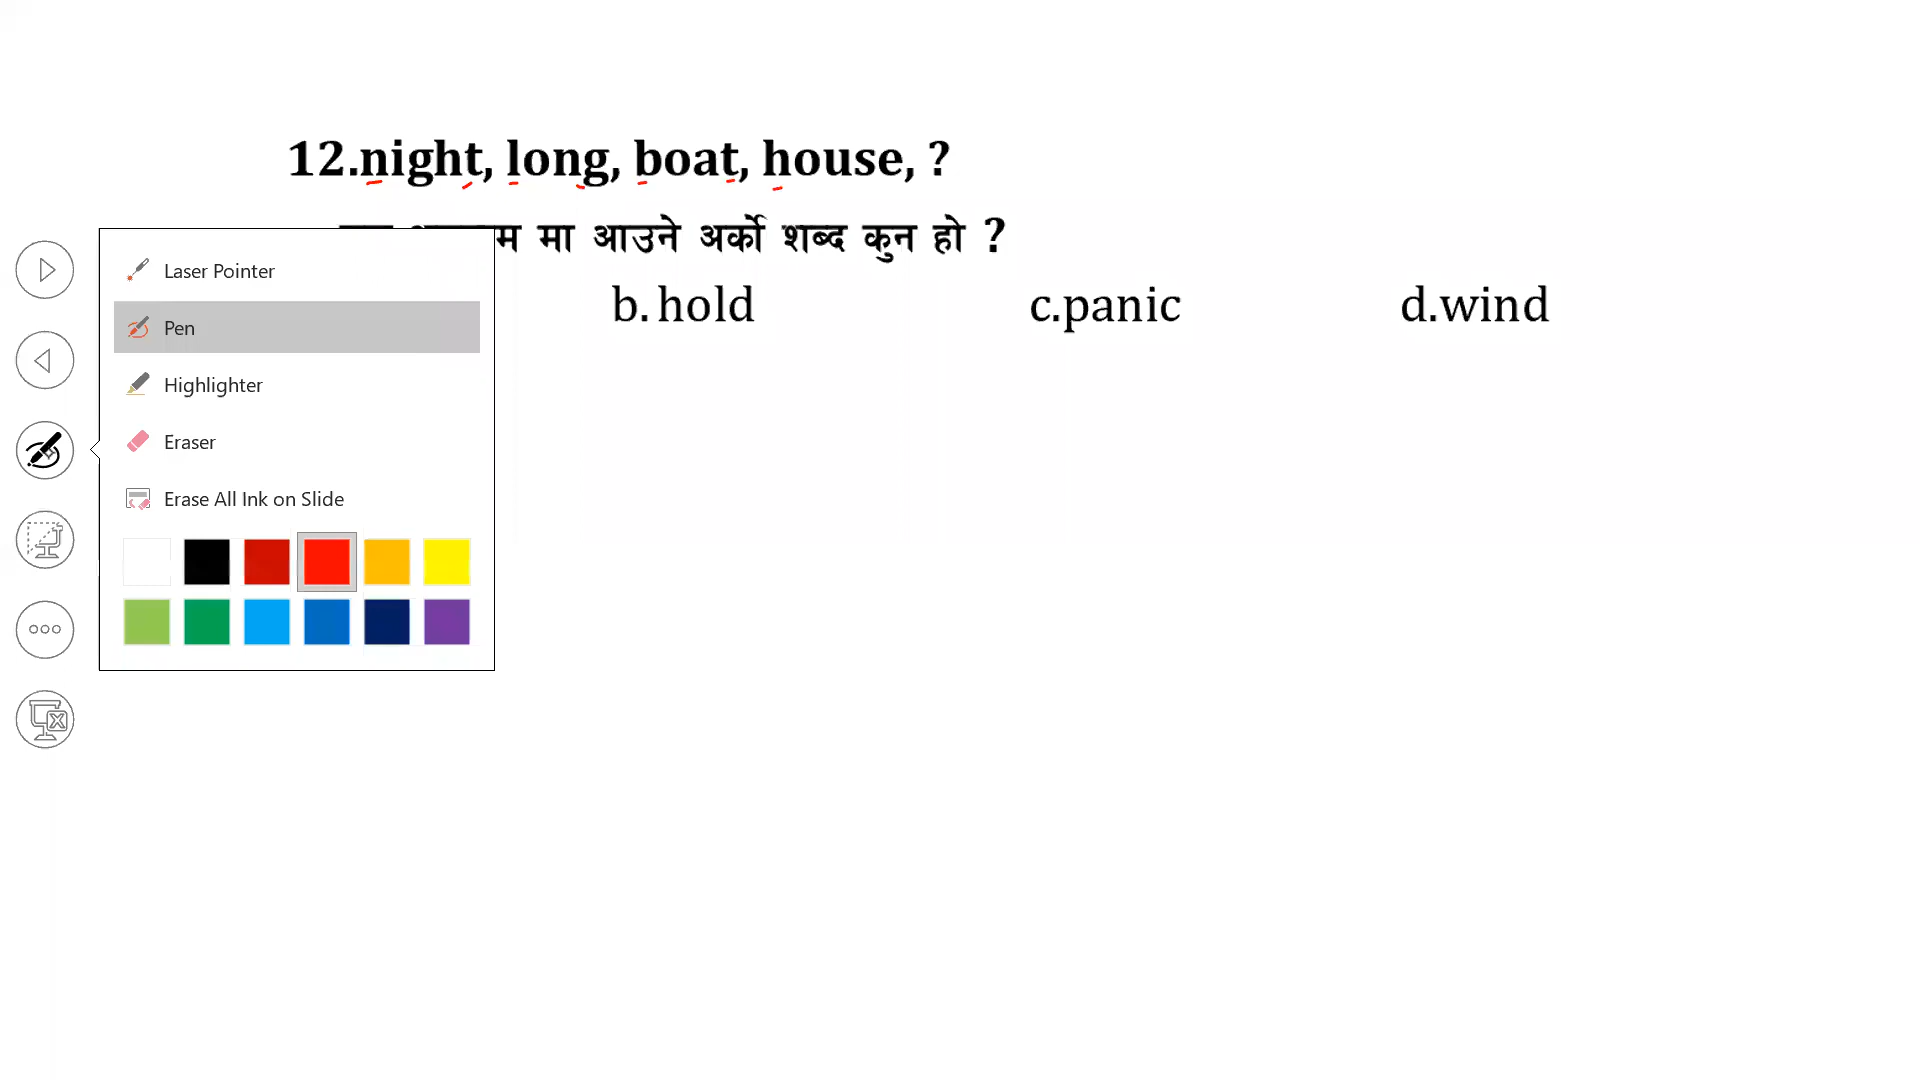 12.night, long, boat, house, ?
मा आउने अर्को शब्द कुन हो ?
b. hold c.panic d.wind
Laser Pointer
Pen
Highlighter
Eraser
Erase All Ink on Slide